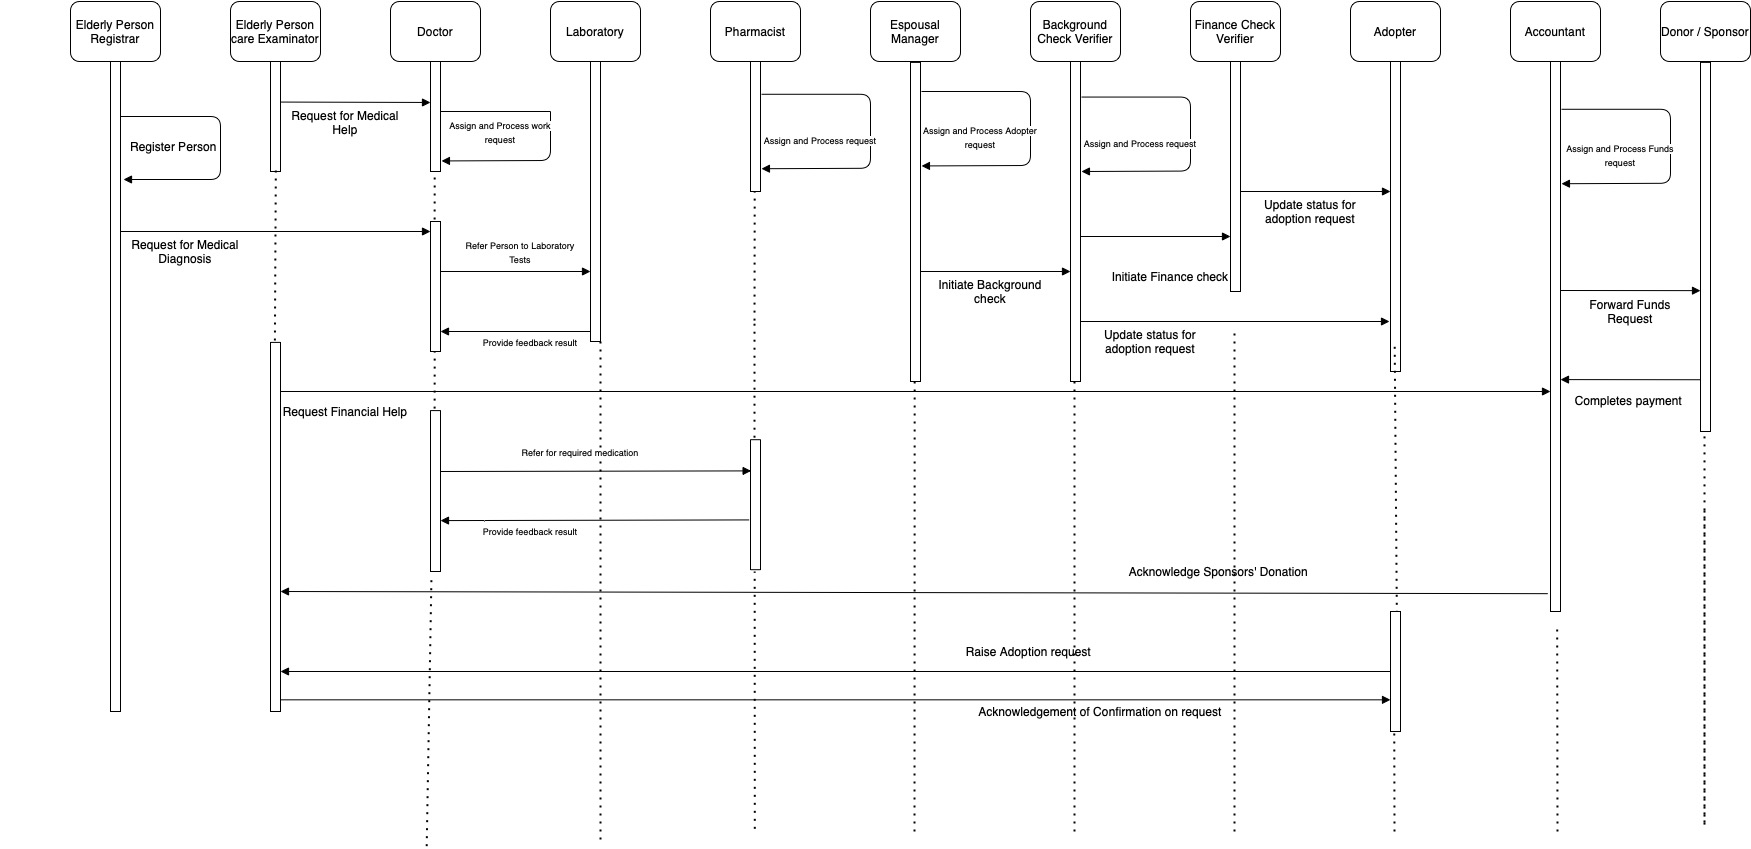 Elderly Person
Registrar
Elderly Person
care Examinator
Doctor
Laboratory
Pharmacist
Espousal
Manager
Background
Check Verifier
Finance Check
Verifier
Adopter
Accountant
Donor / Sponsor
Request for Medical
Help
Assign and Process work
request
Register Person
Assign and Process request
Assign and Process Adopter
request
Assign and Process request
Assign and Process Funds
request
Update status for
adoption request
Request for Medical
Diagnosis
Refer Person to Laboratory
Tests
Initiate Background
check
Initiate Finance check
Forward Funds
Request
Provide feedback result
Update status for
adoption request
Request Financial Help
Completes payment
Refer for required medication
Provide feedback result
Acknowledge Sponsors' Donation
Raise Adoption request
Acknowledgement of Confirmation on request